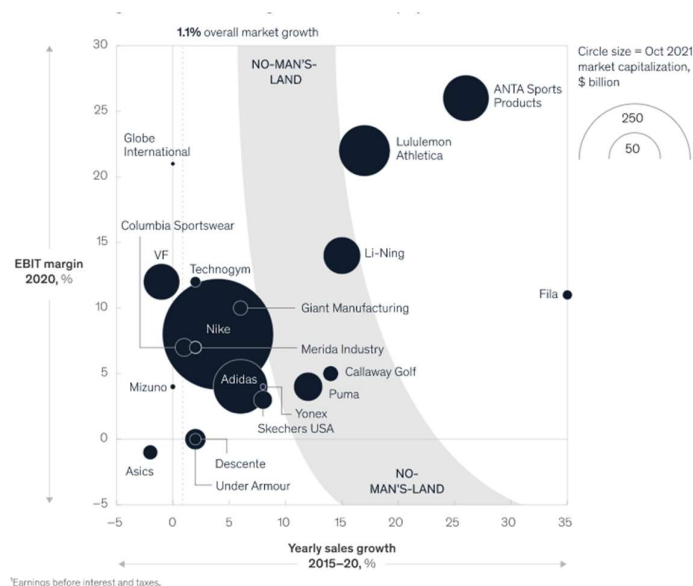 1.1% overall market growth
30
25
20
15
10
5
0
−5
EBIT margin
2020, %
NO-MAN'S-
LAND
ANTA Sports
Products
Lululemon
Athletica
Globe
International
Columbia Sportswear
VF
Technogym
Li-Ning
Giant Manufacturing
Fila
Nike
Merida Industry
Mizuno
Adidas
Callaway Golf
Puma
Yonex
Skechers USA
Asics
Descente
Under Armour
NO-
MAN'S-LAND
−5
0
5
10
15
20
25
30
35
Yearly sales growth
2015–20, %
Circle size = Oct 2021
market capitalization,
$ billion
250
50
¹Earnings before interest and taxes.